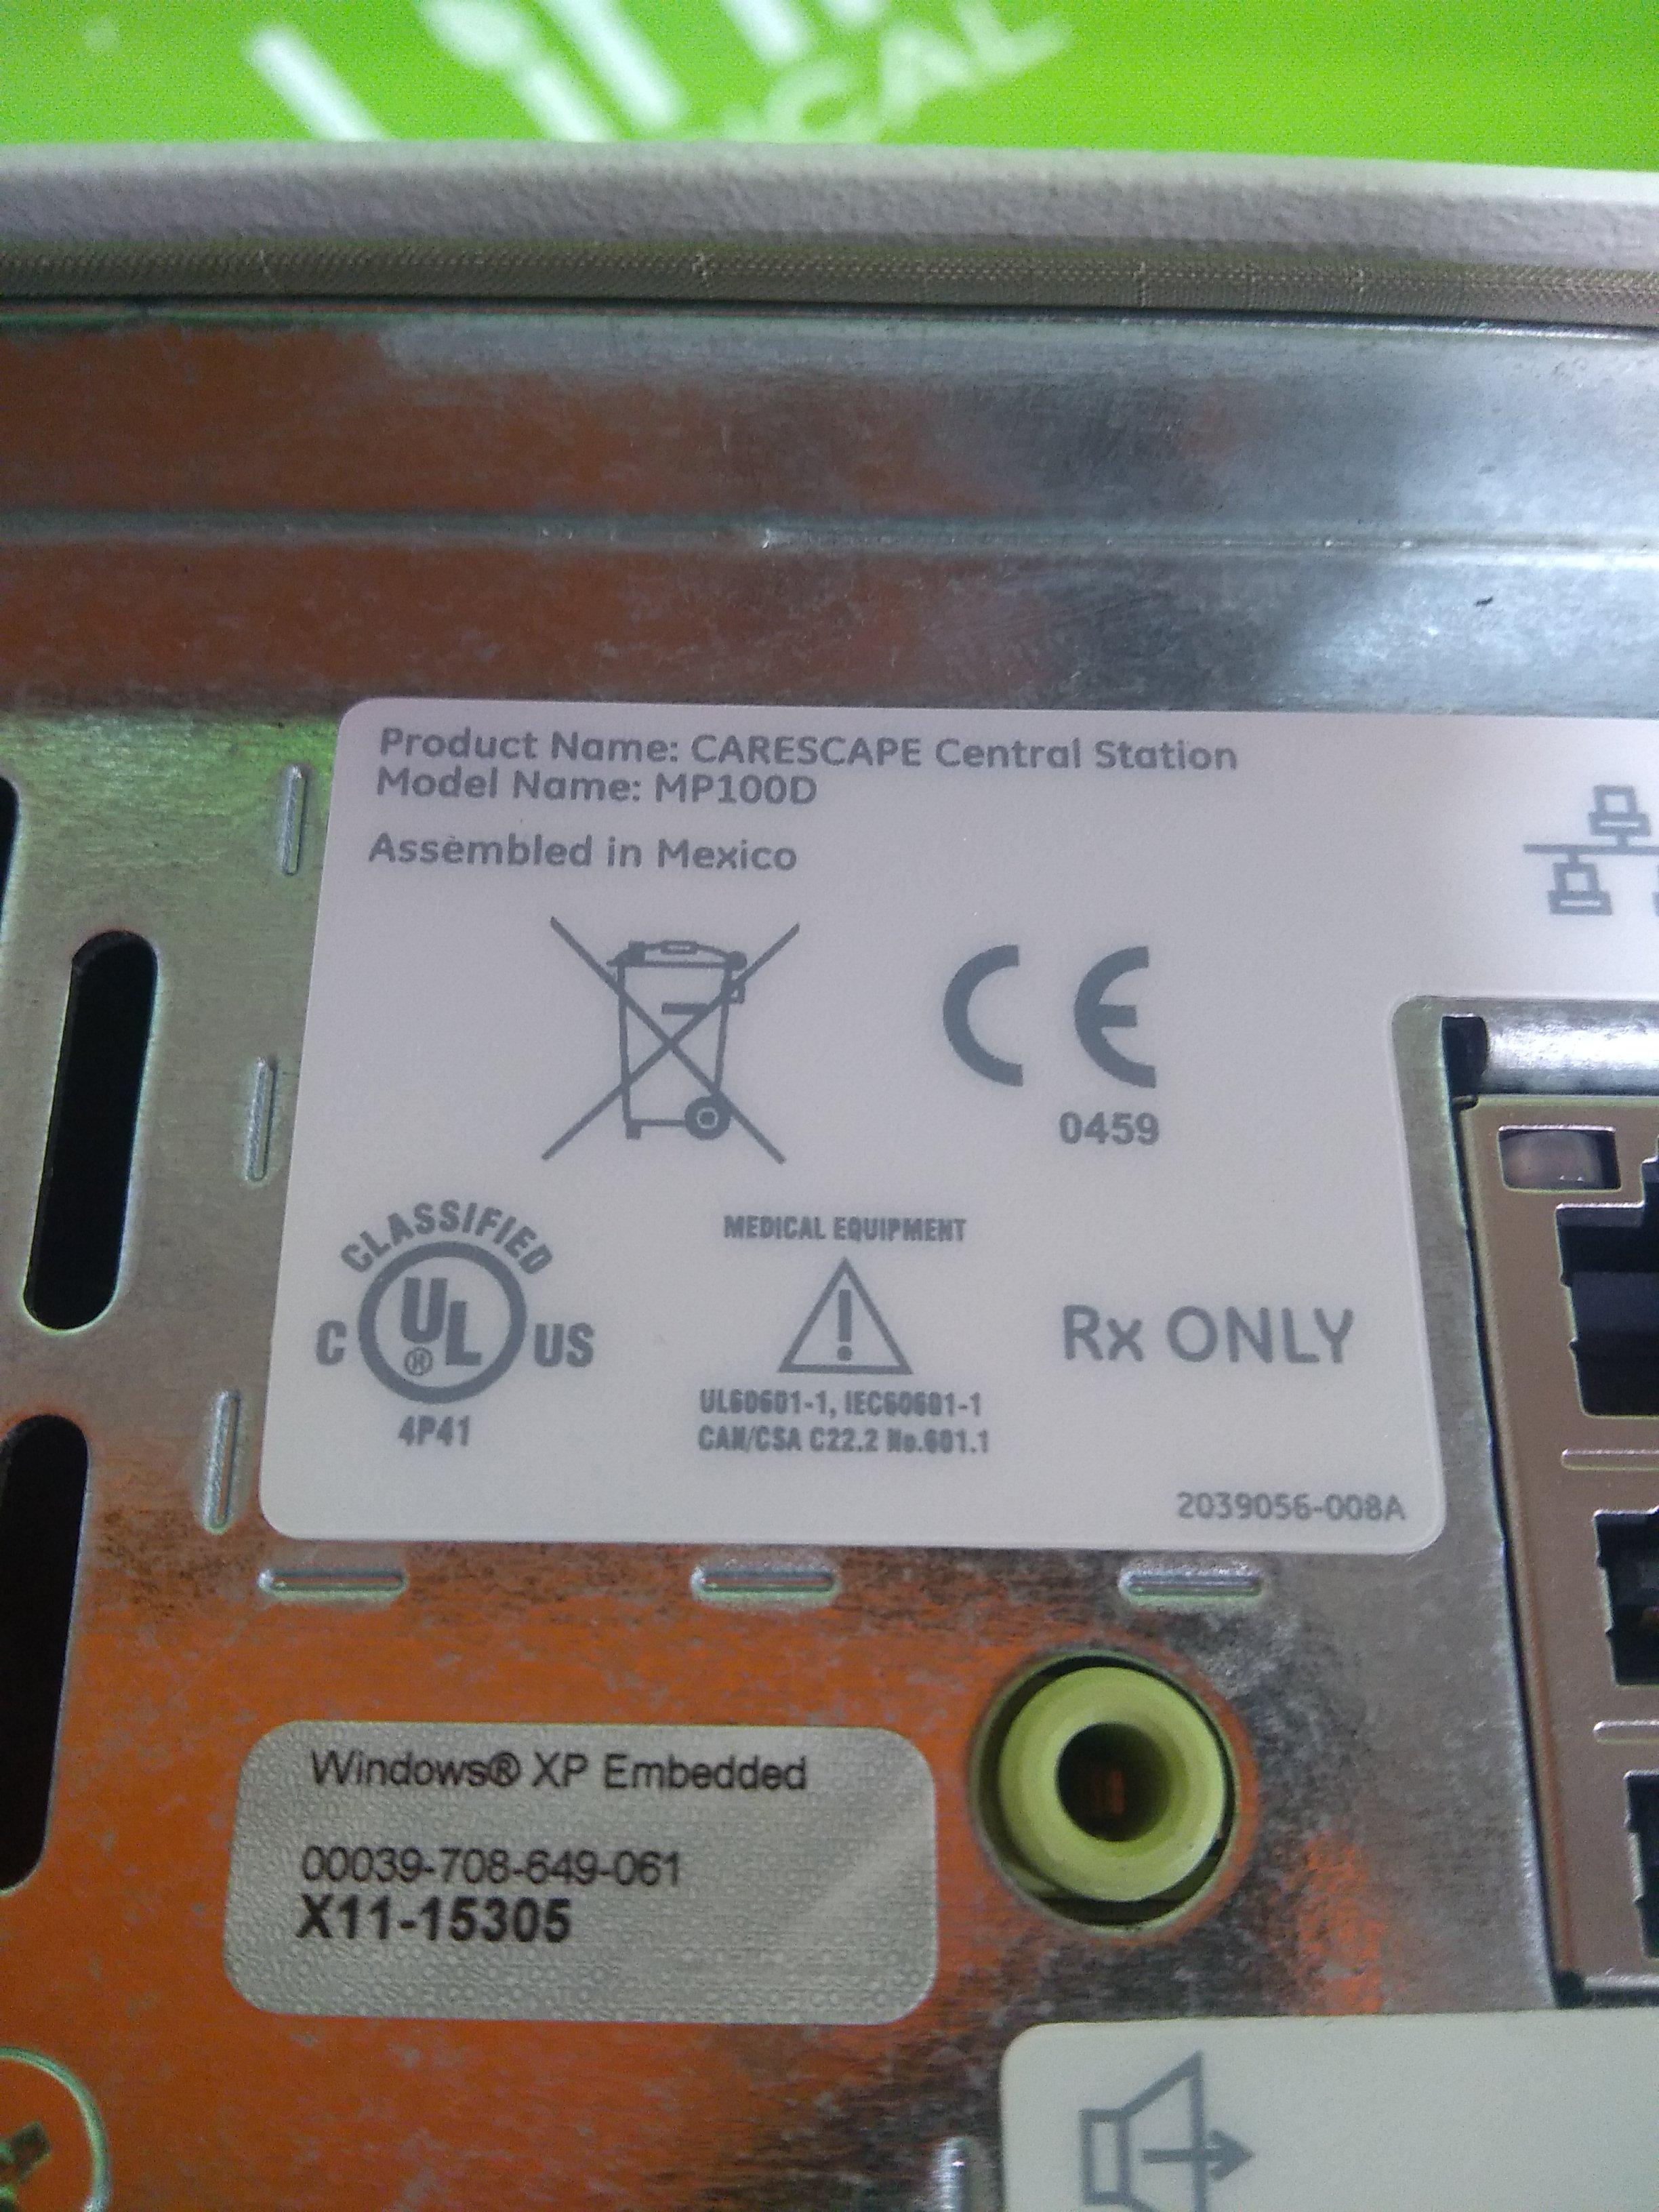 CAL
Product Name: CARESCAPE Central Station
Model Name: MP100D
Assembled in Mexico
CE
0459
CLASSIFIED
C UL® US
4P41
MEDICAL EQUIPMENT
UL60601-1, IEC60601-1
CAN/CSA C22.2 No.601.1
Rx ONLY
2039056-008A
Windows® XP Embedded
00039-708-649-061
X11-15305